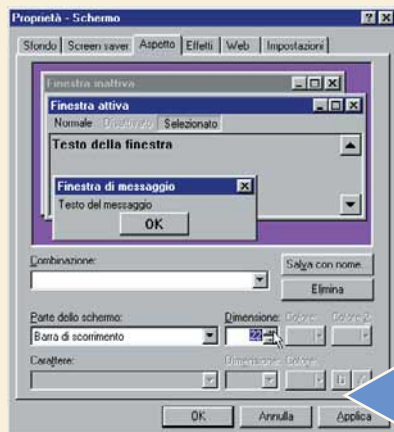 Proprietà - Schermo
Sfondo Screen saver Aspetto Effetti Web Impostazioni
Finestra inattiva
Finestra attiva
Normale Disattivato Selezionato
Testo della finestra
Finestra di messaggio
Testo del messaggio
OK
Combinazione:
Salva con nome...
Elimina
Parte dello schermo: Dimensione: Colore: Colore 2:
Barra di scorrimento 22
Carattere: Dimensione: Colore:
OK Annulla Applica